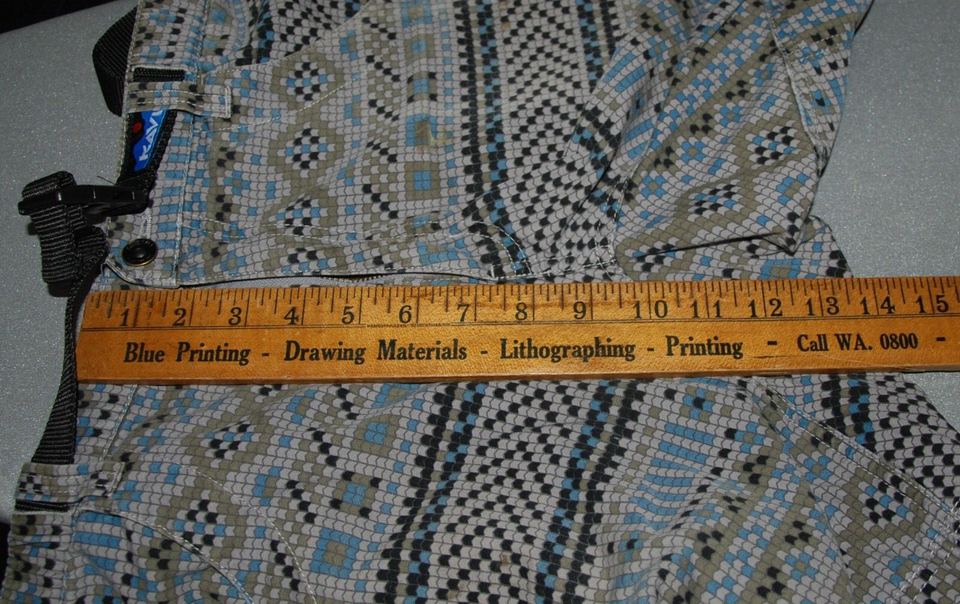 KAVU
1 2 3 4 5 6 7 8 9 10 11 12 13 14 15
Blue Printing - Drawing Materials - Lithographing - Printing - Call WA. 0800 -